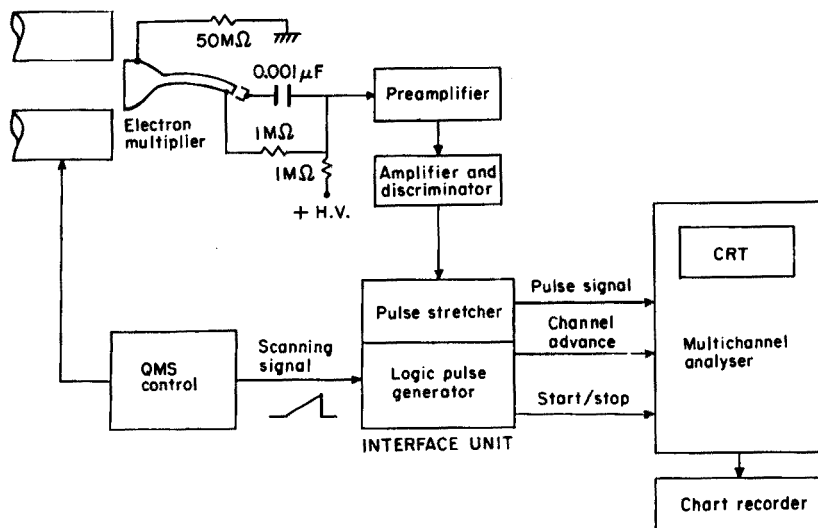 50MΩ
0.001μF
Preamplifier
Electron
multiplier
1MΩ
1MΩ
+ H.V.
Amplifier and
discriminator
CRT
Pulse stretcher
Pulse signal
Channel
advance
Multichannel
analyser
QMS
control
Scanning
signal
Logic pulse
generator
Start/stop
INTERFACE UNIT
Chart recorder